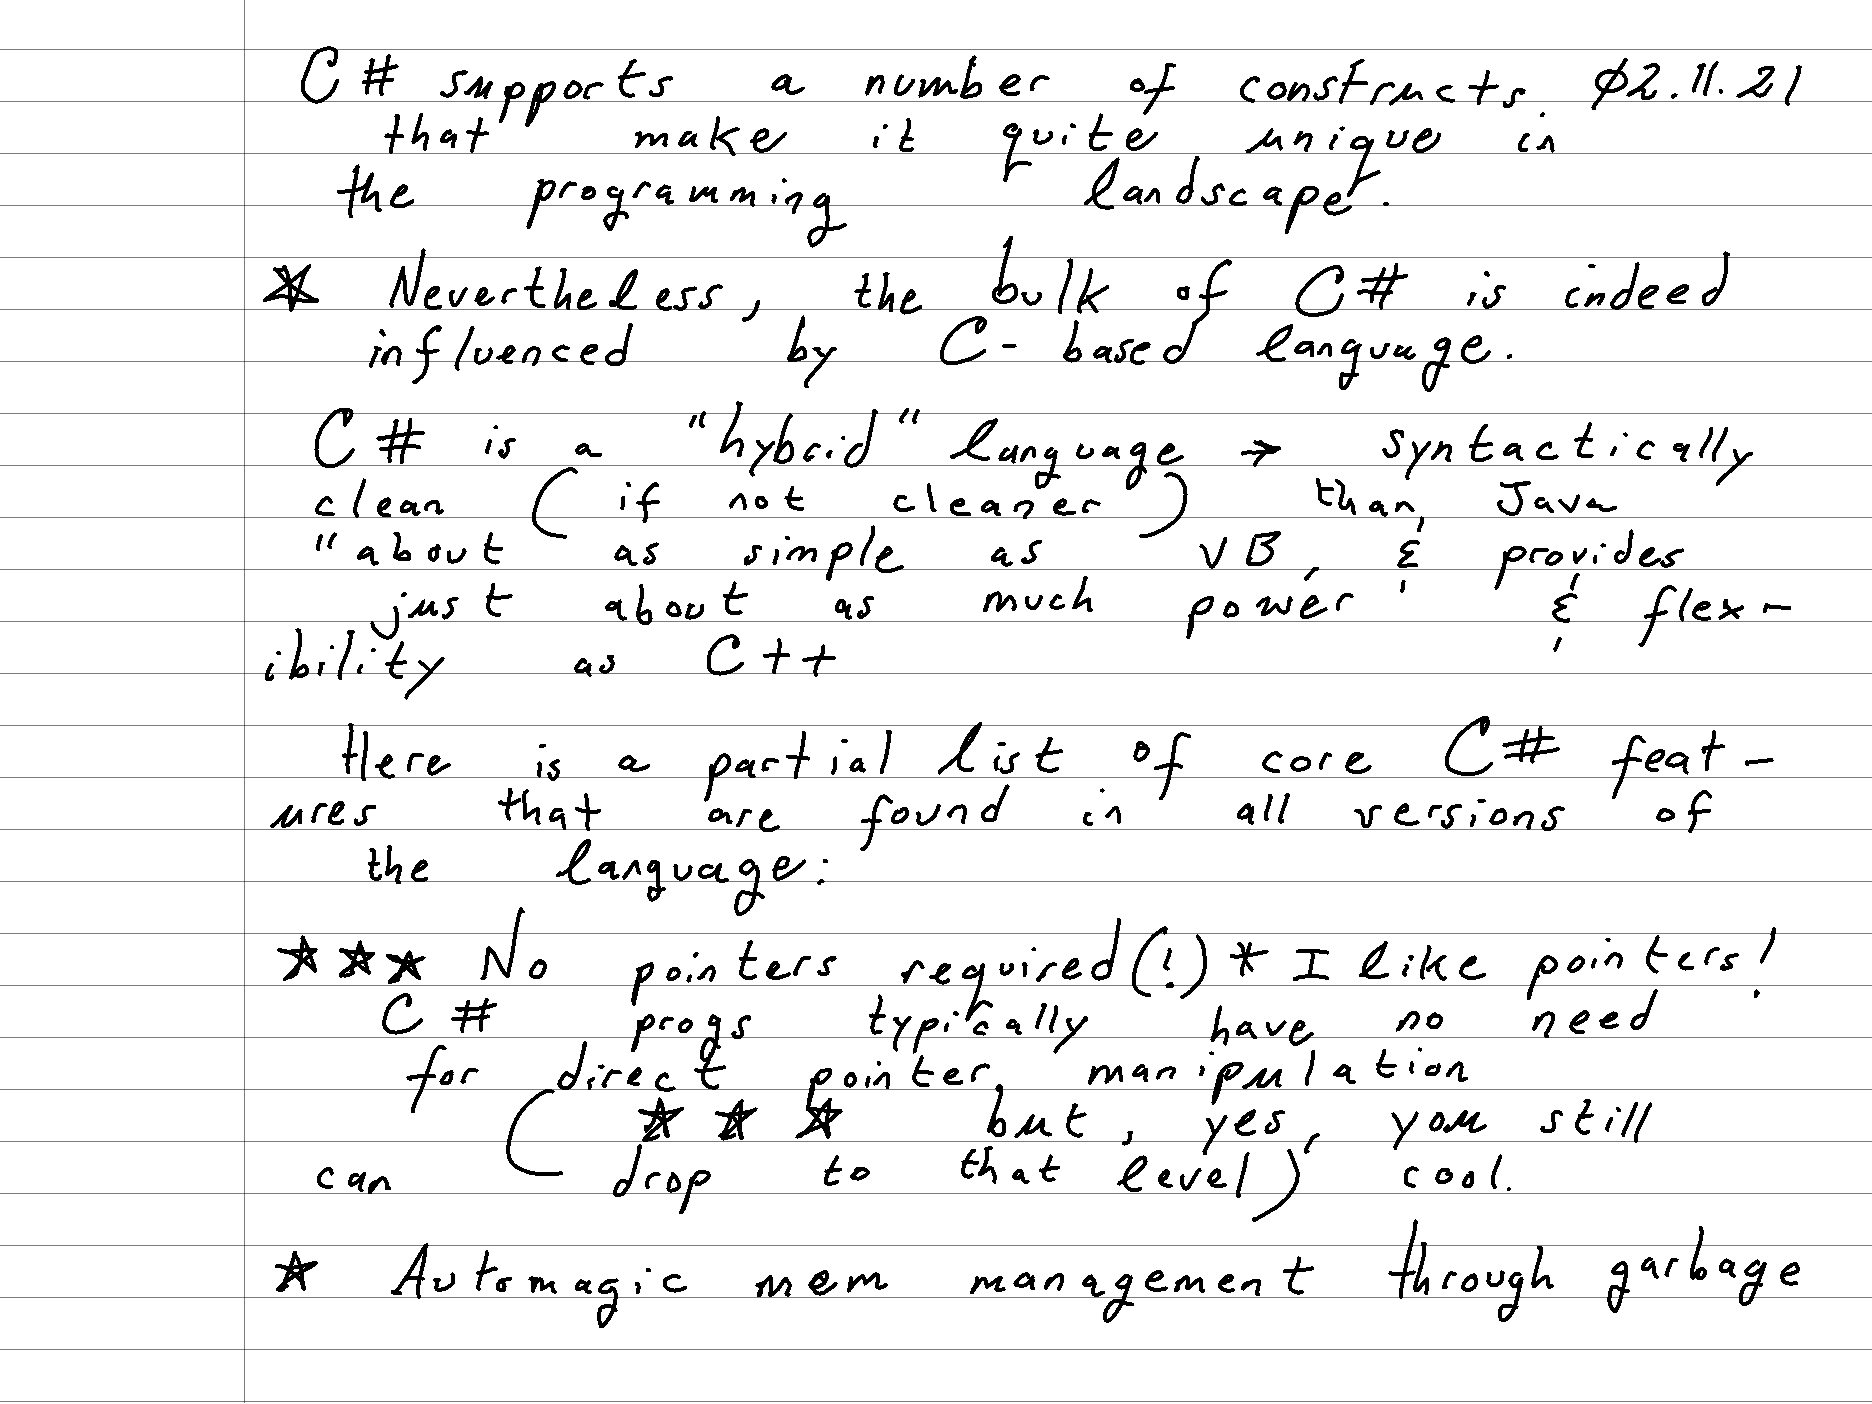 C# supports a number of constructs 02.11.21
that make it quite unique in
the programming landscape.
☆ Nevertheless, the bulk of C# is indeed
influenced by C-based language.
C# is a "hybrid" language → syntactically
clean (if not cleaner) than Java
"about as simple as VB, & provides
just about as much power & flex-
ibility as C++
Here is a partial list of core C# feat-
ures that are found in all versions of
the language:
☆☆☆ No pointers required(!) * I like pointers!
C# progs typically have no need
for direct pointer manipulation
( ☆ ☆ ☆ but, yes, you still
can drop to that level) cool.
☆ Automagic mem management through garbage